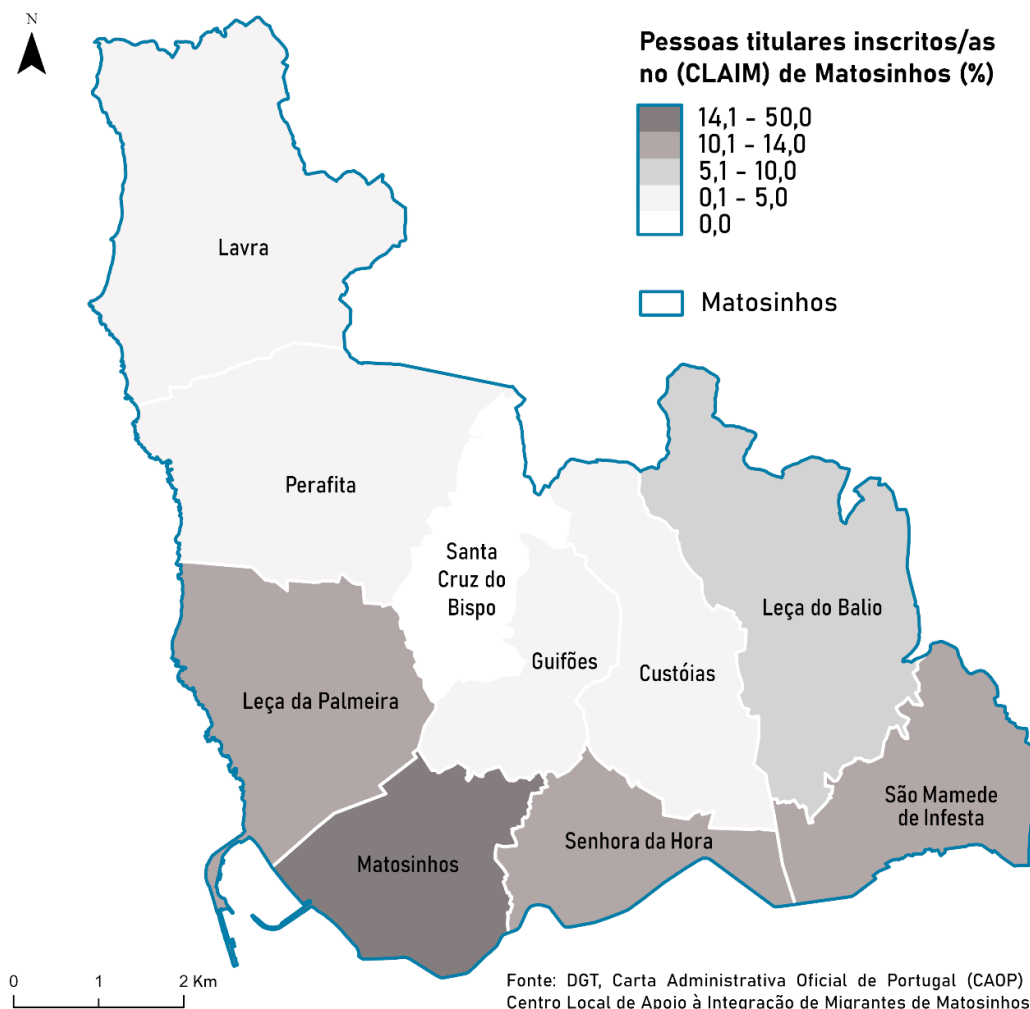 N
Pessoas titulares inscritos/as
no (CLAIM) de Matosinhos (%)
14,1 - 50,0
10,1 - 14,0
5,1 - 10,0
0,1 - 5,0
0,0
Matosinhos
Lavra
Perafita
Santa
Cruz do
Bispo
Leça do Balio
Guifões
Custóias
Leça da Palmeira
São Mamede
de Infesta
Senhora da Hora
Matosinhos
0 1 2 Km
Fonte: DGT, Carta Administrativa Oficial de Portugal (CAOP)
Centro Local de Apoio à Integração de Migrantes de Matosinhos